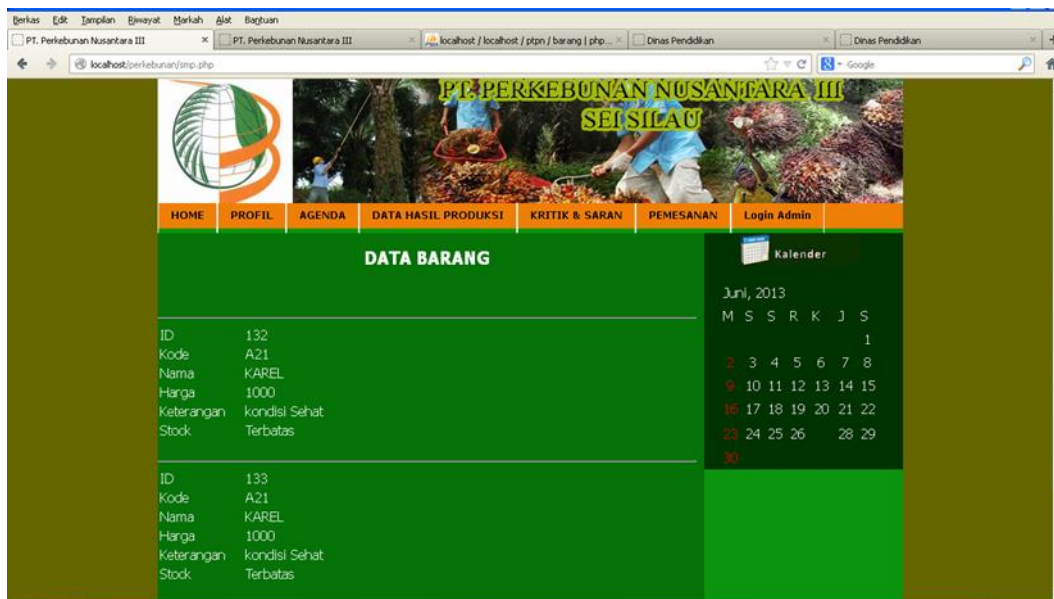 Berkas Edit Tampilan Riwayat Markah Alat Bantuan
PT. Perkebunan Nusantara III × PT. Perkebunan Nusantara III × localhost / localhost / ptpn / barang | php... × Dinas Pendidikan × Dinas Pendidikan ×
localhost/perkebunan/smp.php Google
PT. PERKEBUNAN NUSANTARA III
SEI SILAU
HOME PROFIL AGENDA DATA HASIL PRODUKSI KRITIK & SARAN PEMESANAN Login Admin
DATA BARANG
ID 132
Kode A21
Nama KAREL
Harga 1000
Keterangan kondisi Sehat
Stock Terbatas
ID 133
Kode A21
Nama KAREL
Harga 1000
Keterangan kondisi Sehat
Stock Terbatas
Kalender
Juni, 2013
M S S R K J S
1
2 3 4 5 6 7 8
9 10 11 12 13 14 15
16 17 18 19 20 21 22
23 24 25 26 28 29
30